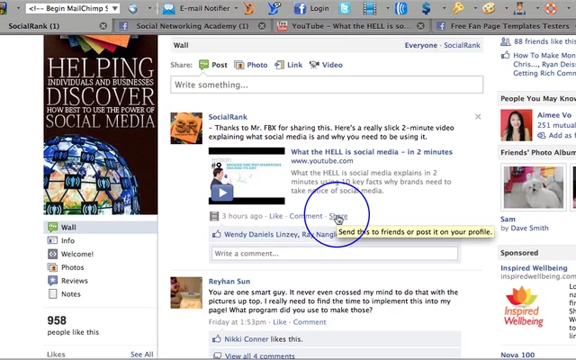 <!-- Begin MailChimp S
E-mail Notifier
Login
SocialRank (1)
Social Networking Academy (1)
YouTube - What the HELL is so...
Free Fan Page Templates Testers
HELPING
INDIVIDUALS AND BUSINESSES
DISCOVER
HOW BEST TO USE THE POWER OF
SOCIAL MEDIA
Wall
Info
Welcome!
Photos
Reviews
Notes
958
people like this
Likes See All
Wall Everyone · SocialRank
Share: Post Photo Link Video
Write something...
SocialRank
~ Thanks to Mr. FBX for sharing this. Here's a really slick 2-minute video
explaining what social media is and why you need to be using it.
What the HELL is social media - in 2 minutes
www.youtube.com
What the HELL is social media explains in 2
minutes using 10 key facts why brands need to
take notice of social media.
3 hours ago · Like · Comment · Share
Send this to friends or post it on your profile.
Wendy Daniels Linzey, Ray
Write a comment...
Reyhan Sun
You are one smart guy. It never even crossed my mind to do that with the
pictures up top. I really need to find the time to implement this into my
page! What program did you use to make those?
Friday at 1:53pm · Like · Comment
Nikki Conner likes this.
View all 4 comments
88 friends like this
How To Make Money
Chris..., Ryan Deiss
Getting Rich
People You May Know
Aimee Vo
251 mutual
Add as
Friends' Photo
Sam
by Dave Smith
Sponsored
Inspired Wellbeing
Inspired
Wellbeing
Nova 100